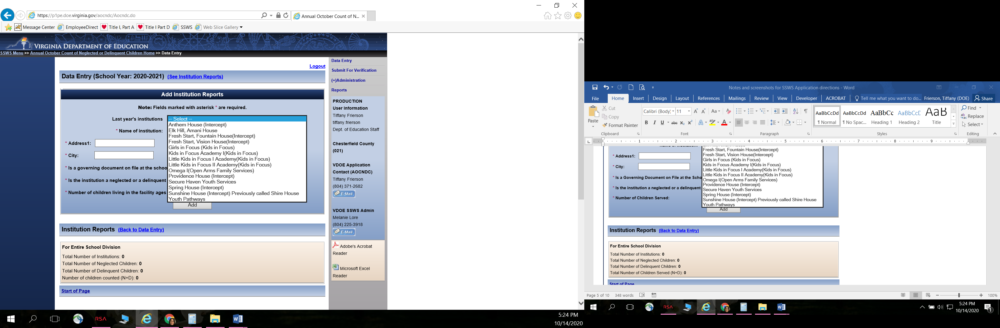 https://p1pe.doe.virginia.gov/aocndc/Aocndc.do
Annual October Count of N...
Message Center
EmployeeDirect
Title I, Part A
Title I Part D
SSWS
Web Slice Gallery
VIRGINIA DEPARTMENT OF EDUCATION
SSWS Menu >> Annual October Count of Neglected or Delinquent Children Home >> Data Entry
Logout
Data Entry (School Year: 2020-2021) (See Institution Reports)
Add Institution Reports
Note: Fields marked with asterisk * are required.
Last year's institutions
-- Select --
Anthem House (Intercept)
Elk Hill, Amani House
Fresh Start, Fountain House(Intercept)
Fresh Start, Vision House(Intercept)
Girls in Focus (Kids in Focus)
Kids in Focus Academy I(Kids in Focus)
Little Kids in Focus I Academy(Kids in Focus)
Little Kids in Focus II Academy(Kids in Focus)
Omega I(Open Arms Family Services)
Providence House (Intercept)
Secure Haven Youth Services
Spring House (Intercept)
Sunshine House (Intercept) Previously called Shire House
Youth Pathways
* Name of institution:
* Address1:
* City:
* Is a governing document on file at the schoo
* Is the institution a neglected or a delinquent
* Number of children living in the facility ages
Add
Institution Reports (Back to Data Entry)
For Entire School Division
Total Number of Institutions: 0
Total Number of Neglected Children: 0
Total Number of Delinquent Children: 0
Number of children counted (N+D): 0
Start of Page
Data Entry
Submit For Verification
(+)Administration
Reports
PRODUCTION
User Information
Tiffany Frierson
tiffany.frierson
Dept. of Education Staff
Chesterfield County
(021)
VDOE Application
Contact (AOCNDC)
Tiffany Frierson
(804) 371-2682
E-Mail
VDOE SSWS Admin
Melanie Lore
(804) 225-3918
E-Mail
Adobe's Acrobat
Reader
Microsoft Excel
Reader
RSA
5:24 PM
10/14/2020
Notes and screenshots for SSWS Application directions - Word
File
Home
Insert
Design
Layout
References
Mailings
Review
View
Developer
ACROBAT
Tell me what you want to do...
Frierson, Tiffany (DOE)
Share
Paste
Cut
Copy
Format Painter
Clipboard
Calibri (Body)
11
Aa
B I U abc x₂ x²
Font
Paragraph
AaBbCcDd
¶ Normal
AaBbCcDd
¶ No Spac...
AaBbCc
Heading 1
AaBbCcD
Heading 2
AaB
Title
Styles
Find
Replace
Select
Editing
1 2 3 4 5 6 7 8 9
Fresh Start, Fountain House(Intercept)
Fresh Start, Vision House(Intercept)
Girls in Focus (Kids in Focus)
Kids in Focus Academy I(Kids in Focus)
Little Kids in Focus I Academy(Kids in Focus)
Little Kids in Focus II Academy(Kids in Focus)
Omega I(Open Arms Family Services)
Providence House (Intercept)
Secure Haven Youth Services
Spring House (Intercept)
Sunshine House (Intercept) Previously called Shire House
Youth Pathways
* Address1:
* City:
* Is a Governing Document on File at the Scho
* Is the institution a neglected or a delinquent
* Number of Children Served:
Add
Institution Reports (Back to Data Entry)
For Entire School Division
Total Number of Institutions: 0
Total Number of Neglected Children: 0
Total Number of Delinquent Children: 0
Total Number of Children Served (N+D): 0
Start of Page
Page 5 of 10
348 words
100%
RSA
5:24 PM
10/14/2020
1